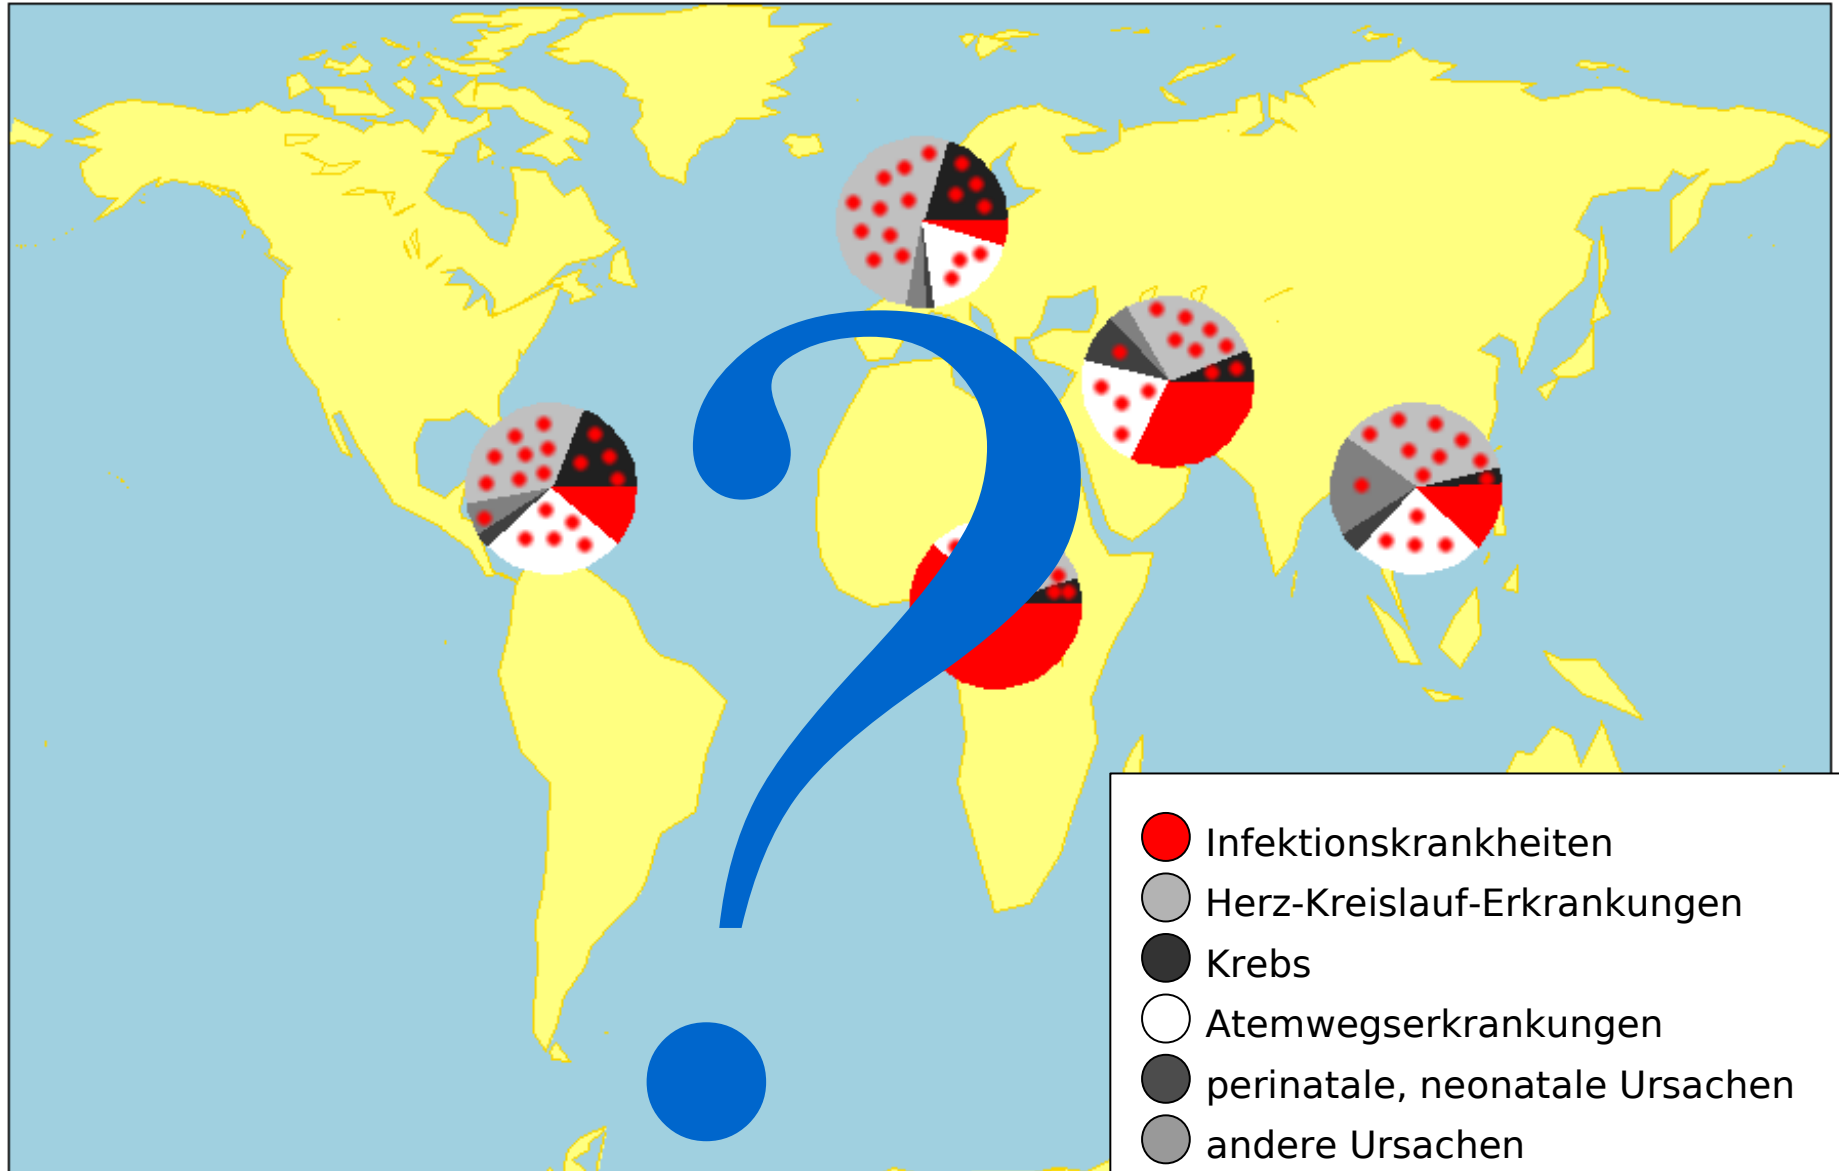 ?
Infektionskrankheiten
Herz-Kreislauf-Erkrankungen
Krebs
Atemwegserkrankungen
perinatale, neonatale Ursachen
andere Ursachen